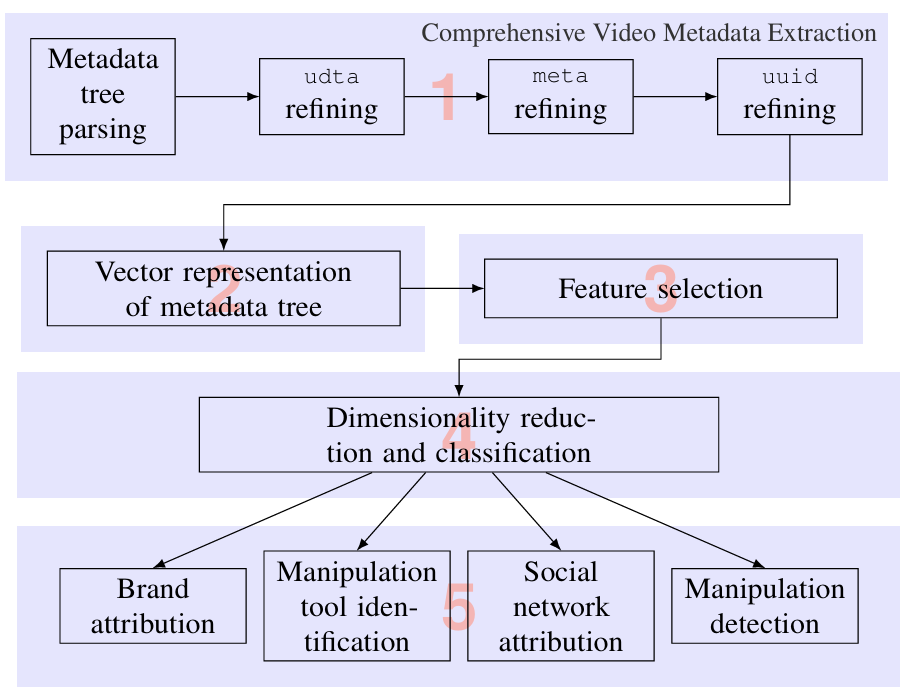 Comprehensive Video Metadata Extraction
Metadata
tree
parsing
udta
refining
1
meta
refining
uuid
refining
2
Vector representation
of metadata tree
3
Feature selection
4
Dimensionality reduc-
tion and classification
5
Brand
attribution
Manipulation
tool iden-
tification
Social
network
attribution
Manipulation
detection